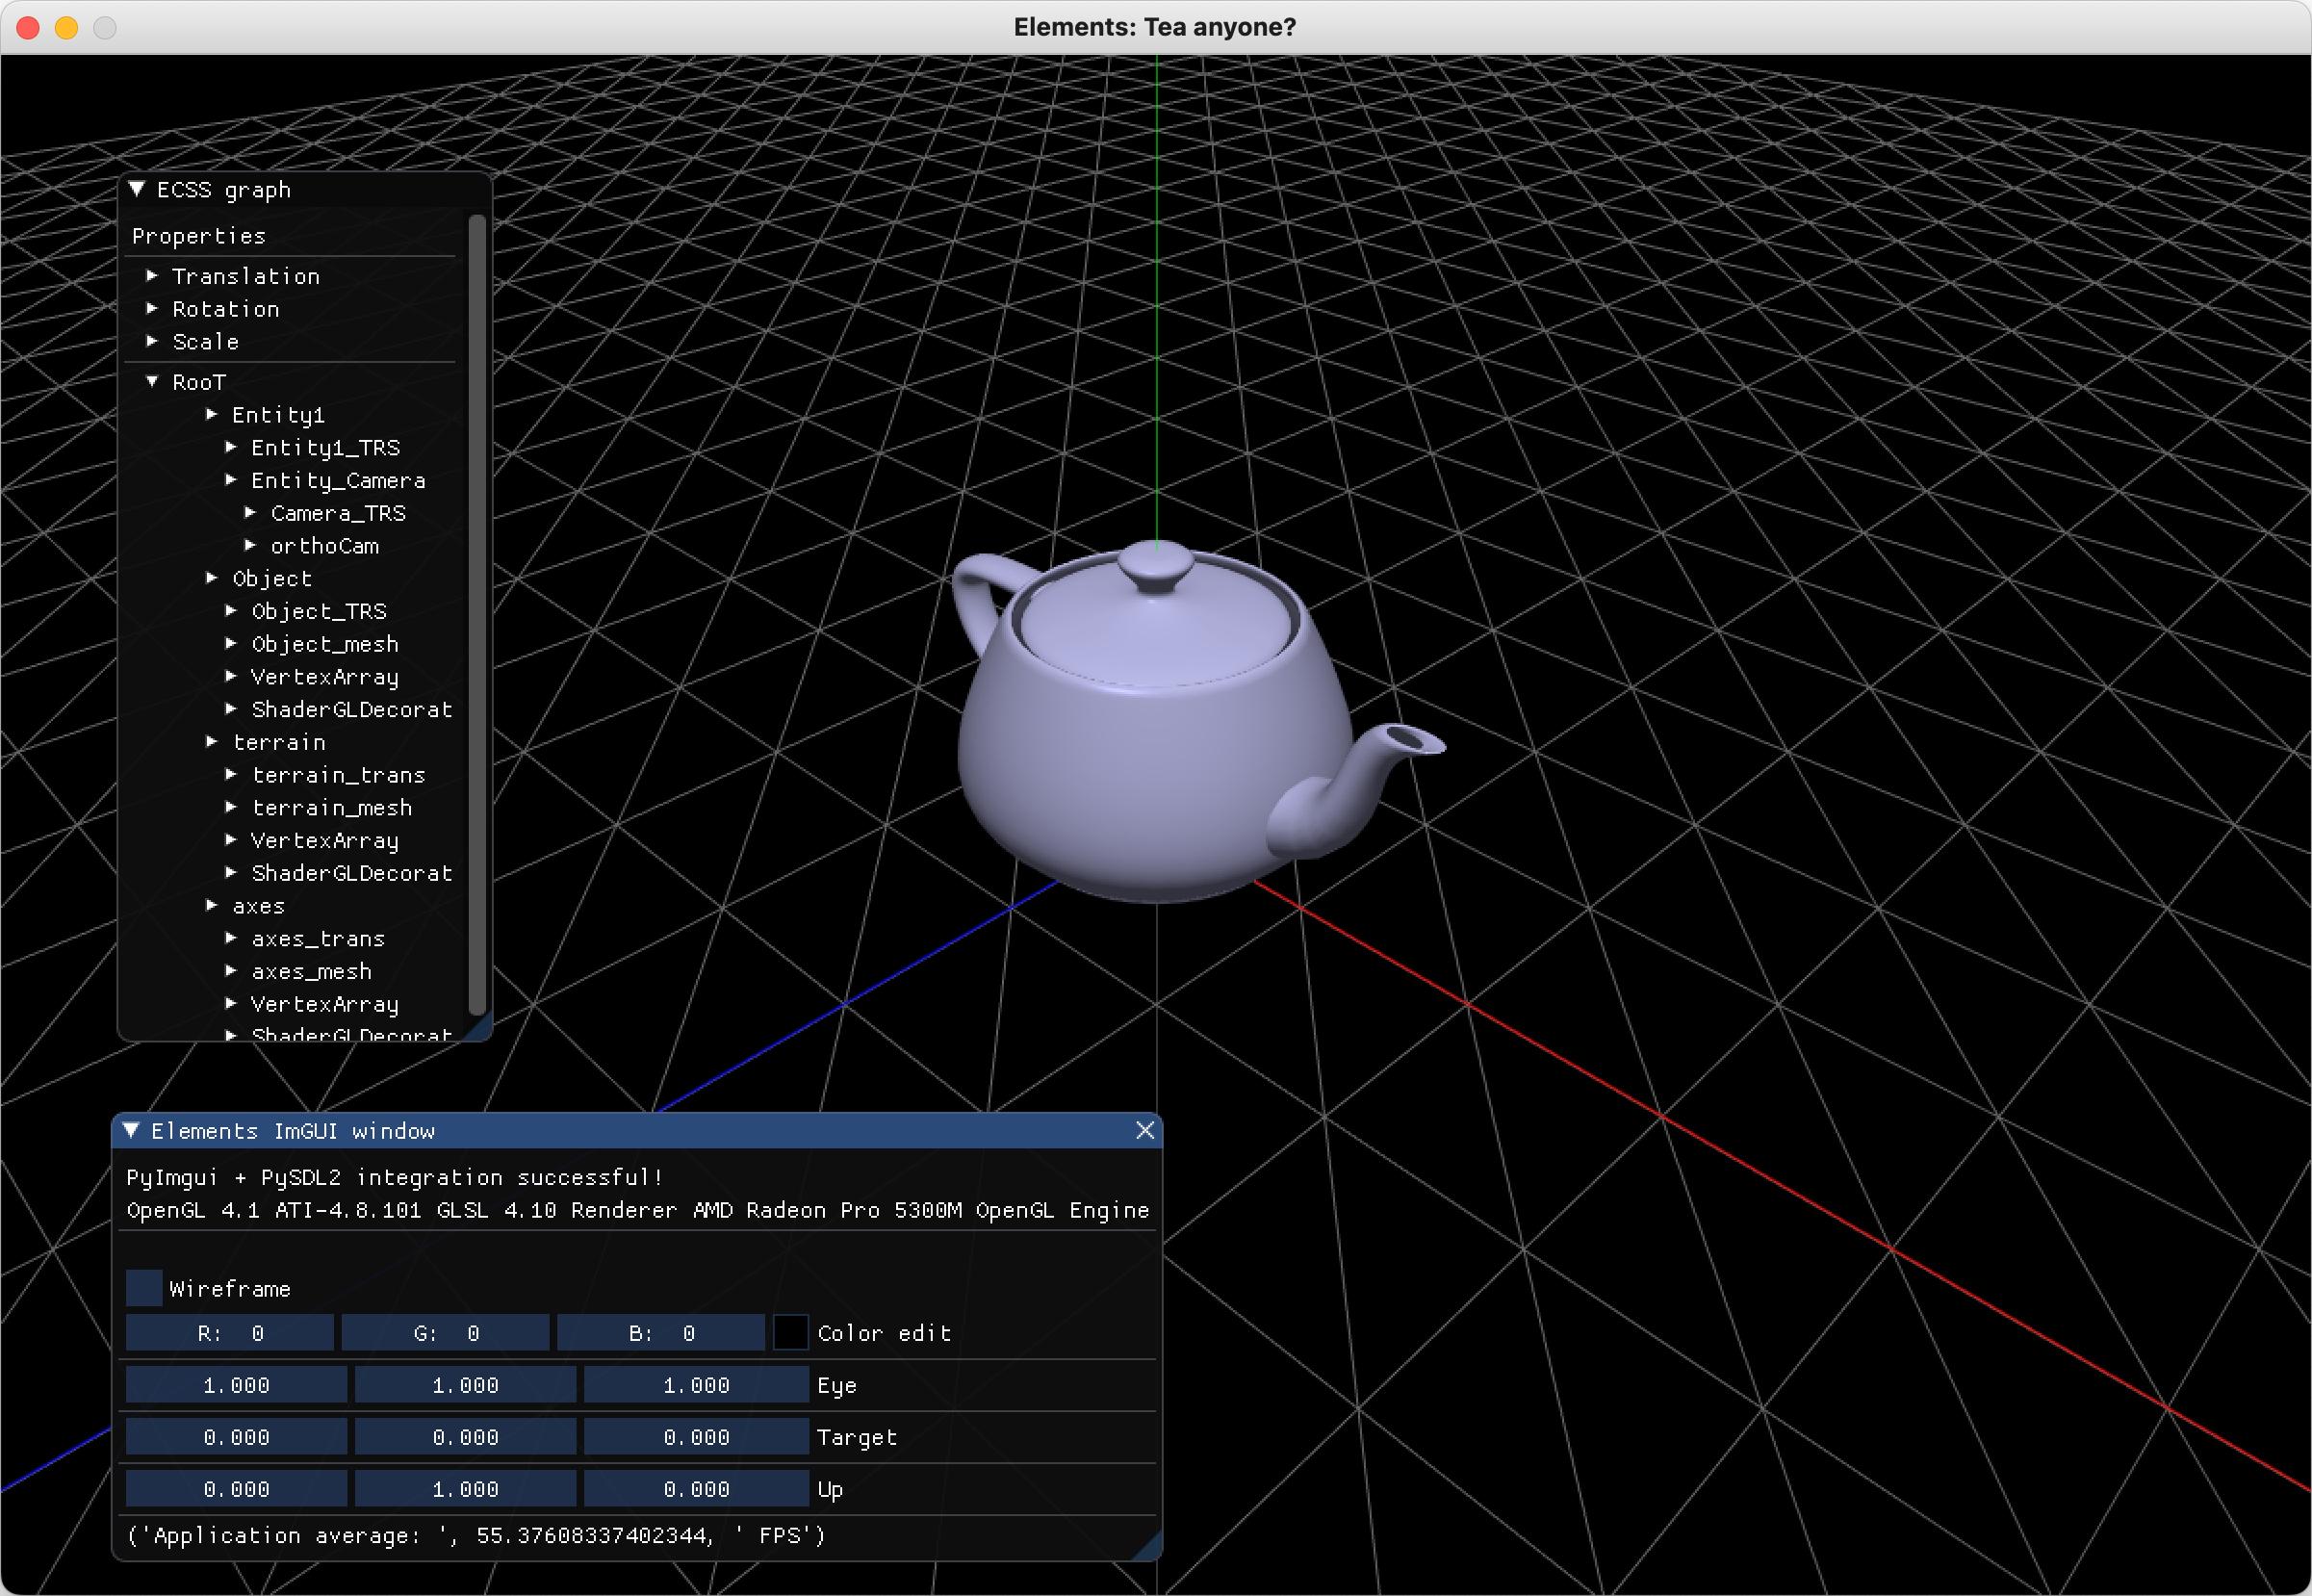 Elements: Tea anyone?
ECSS graph
Properties
Translation
Rotation
Scale
RooT
Entity1
Entity1_TRS
Entity_Camera
Camera_TRS
orthoCam
Object
Object_TRS
Object_mesh
VertexArray
ShaderGLDecorat
terrain
terrain_trans
terrain_mesh
VertexArray
ShaderGLDecorat
axes
axes_trans
axes_mesh
VertexArray
ShaderGLDecorat
Elements ImGUI window
PyImgui + PySDL2 integration successful!
OpenGL 4.1 ATI-4.8.101 GLSL 4.10 Renderer AMD Radeon Pro 5300M OpenGL Engine
Wireframe
R: 0 G: 0 B: 0 Color edit
1.000 1.000 1.000 Eye
0.000 0.000 0.000 Target
0.000 1.000 0.000 Up
('Application average: ', 55.37608337402344, ' FPS')